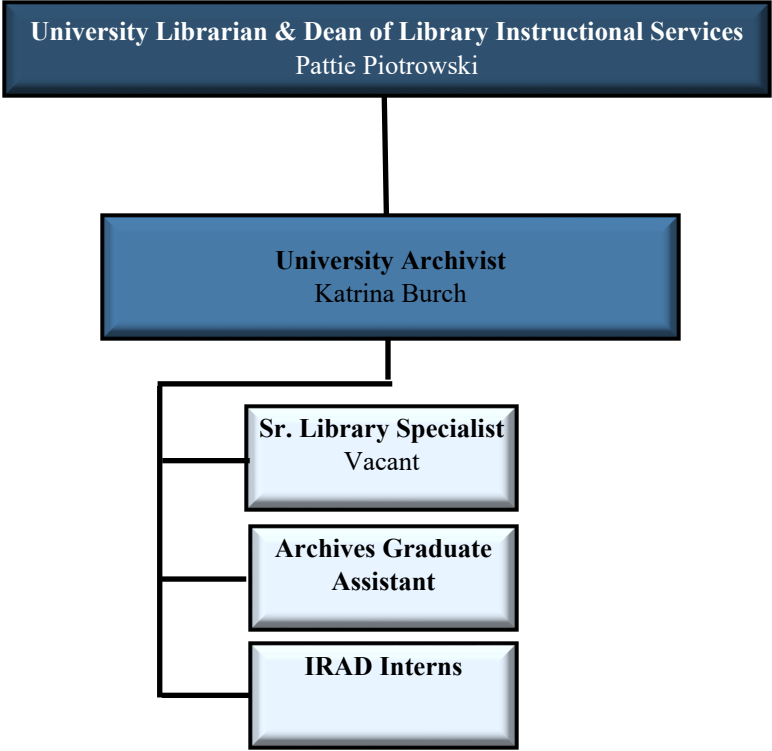 University Librarian & Dean of Library Instructional Services
Pattie Piotrowski
University Archivist
Katrina Burch
Sr. Library Specialist
Vacant
Archives Graduate
Assistant
IRAD Interns